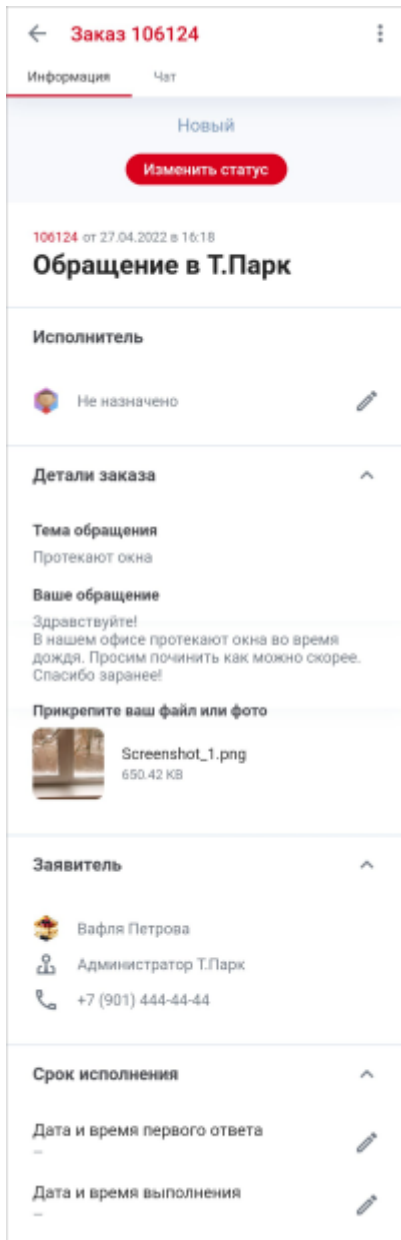 Заказ 106124
Информация Чат
Новый
Изменить статус
106124 от 27.04.2022 в 16:18
Обращение в Т.Парк
Исполнитель
Не назначено
Детали заказа
Тема обращения
Протекают окна
Ваше обращение
Здравствуйте!
В нашем офисе протекают окна во время
дождя. Просим починить как можно скорее.
Спасибо заранее!
Прикрепите ваш файл или фото
Screenshot_1.png
650.42 KB
Заявитель
Вафля Петрова
Администратор Т.Парк
+7 (901) 444-44-44
Срок исполнения
Дата и время первого ответа
–
Дата и время выполнения
–